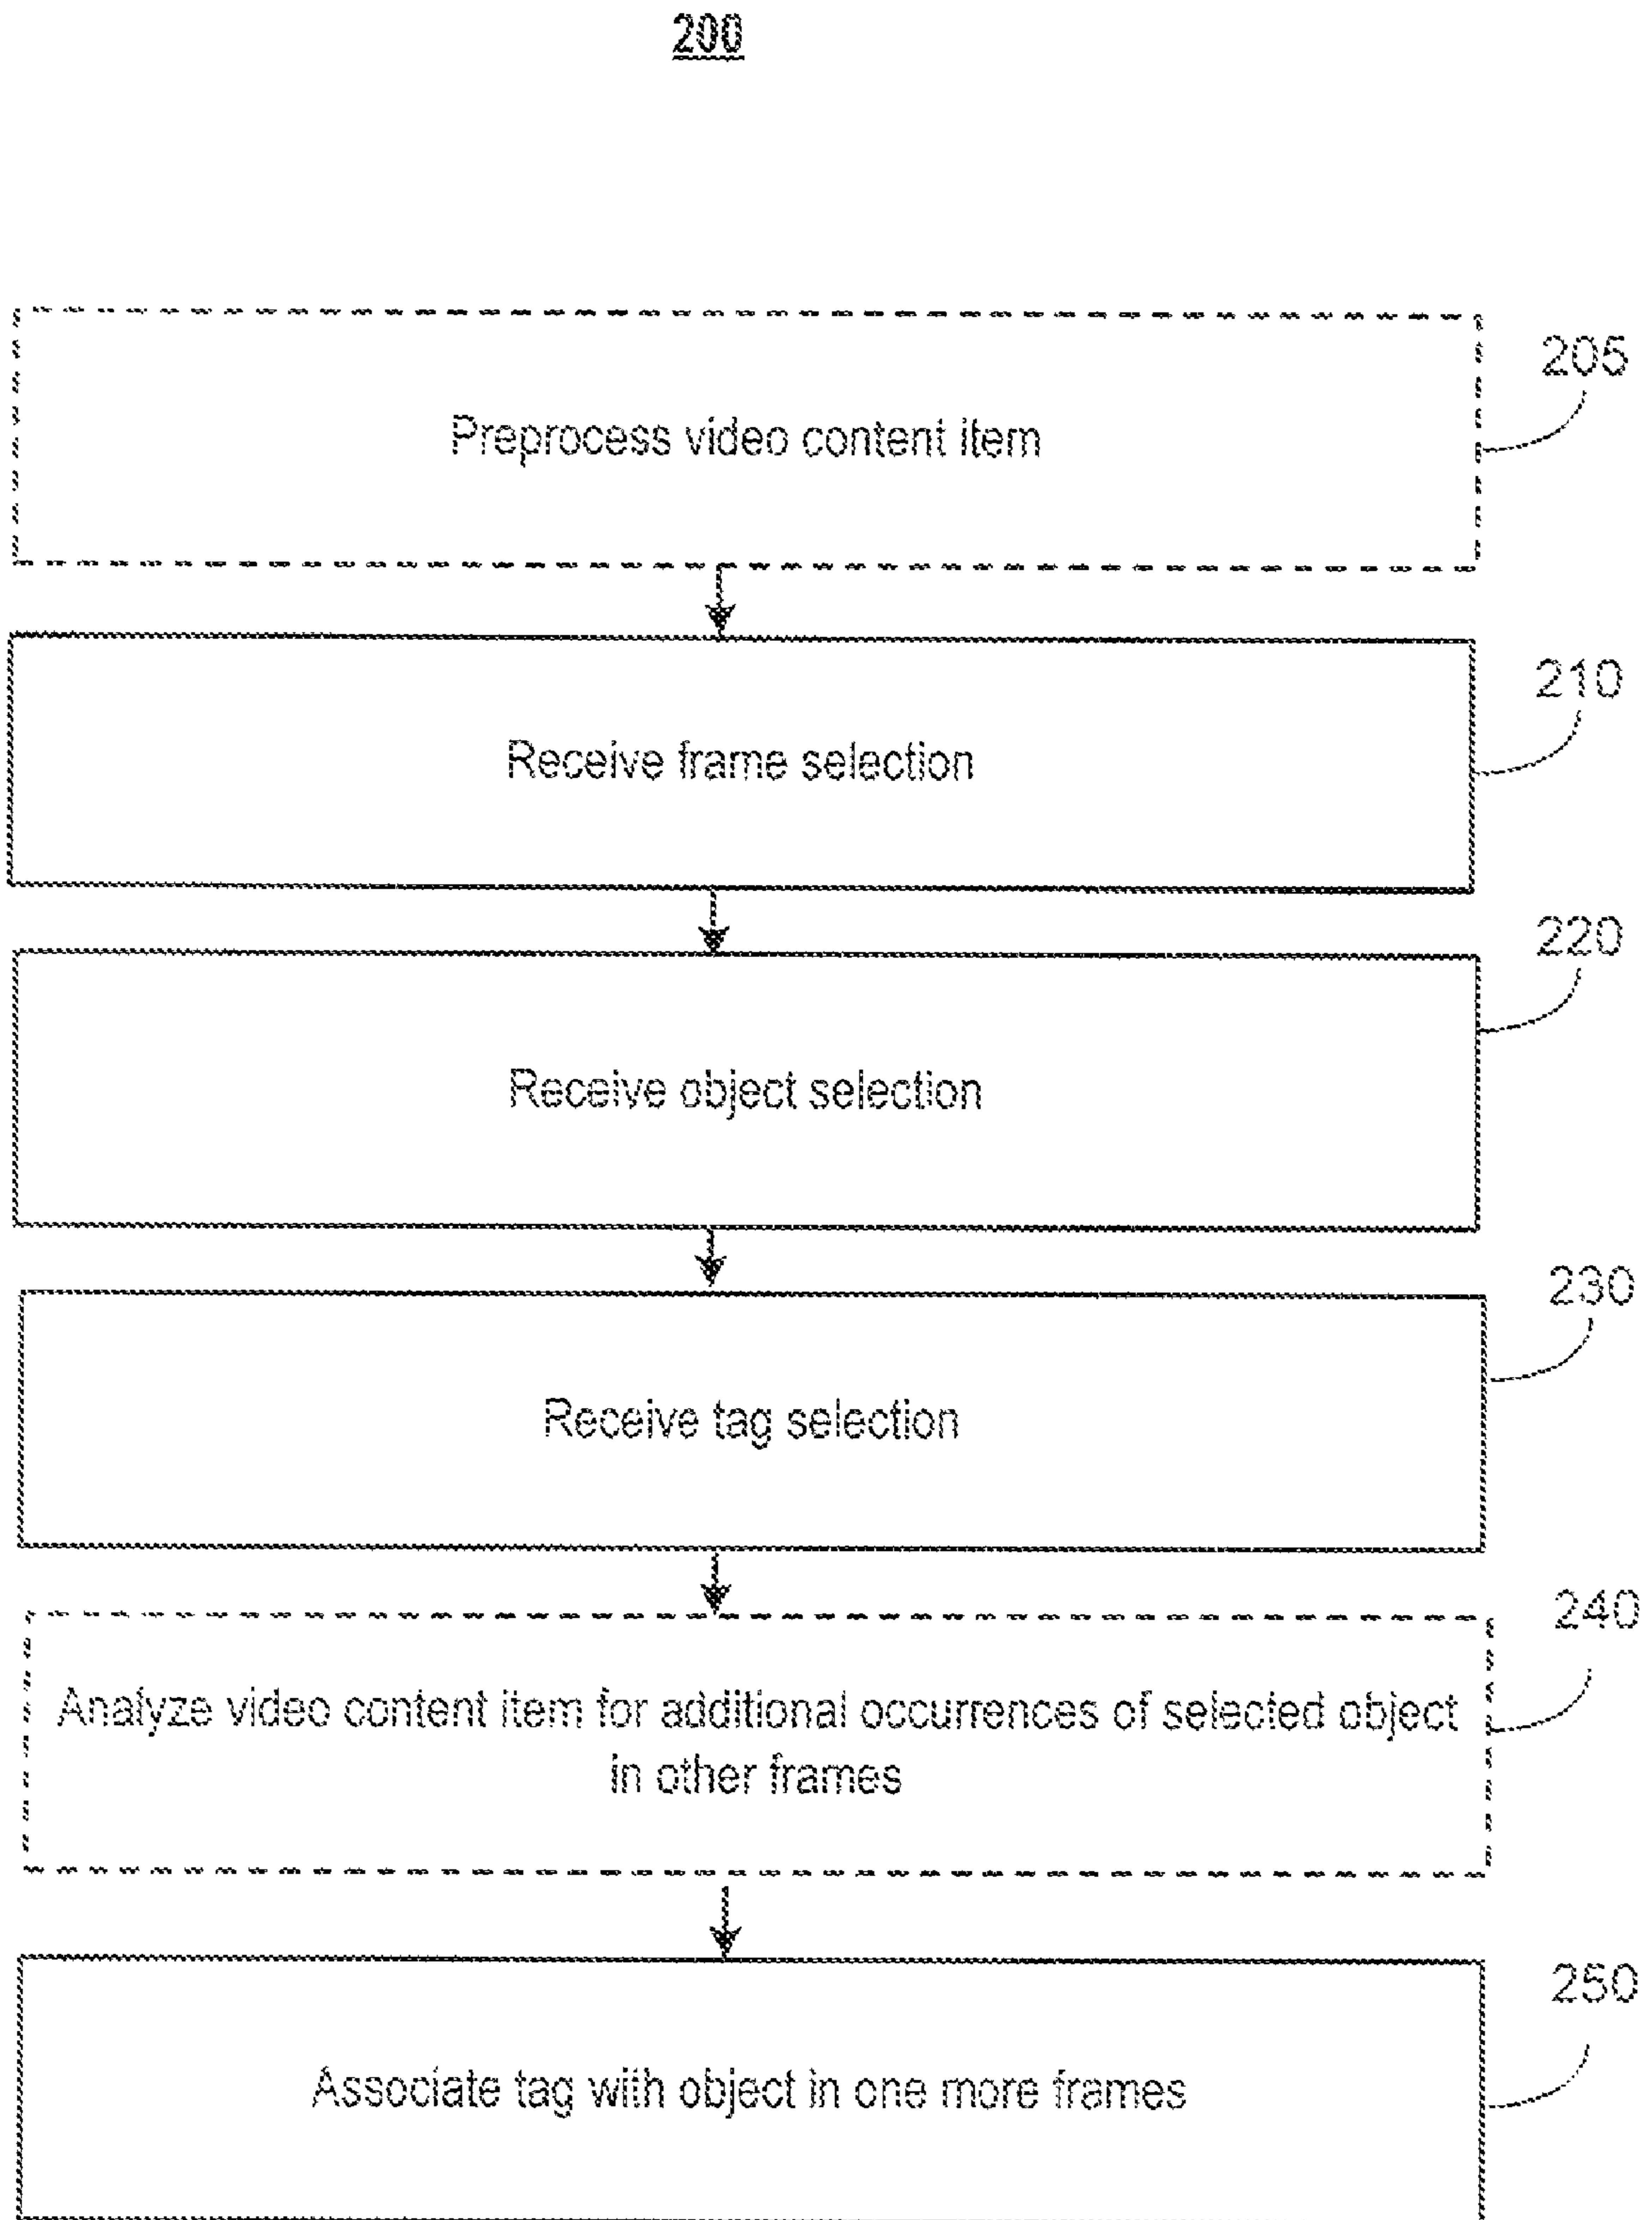 200
205
Preprocess video content item
210
Receive frame selection
220
Receive object selection
230
Receive tag selection
240
Analyze video content item for additional occurrences of selected object
in other frames
250
Associate tag with object in one more frames